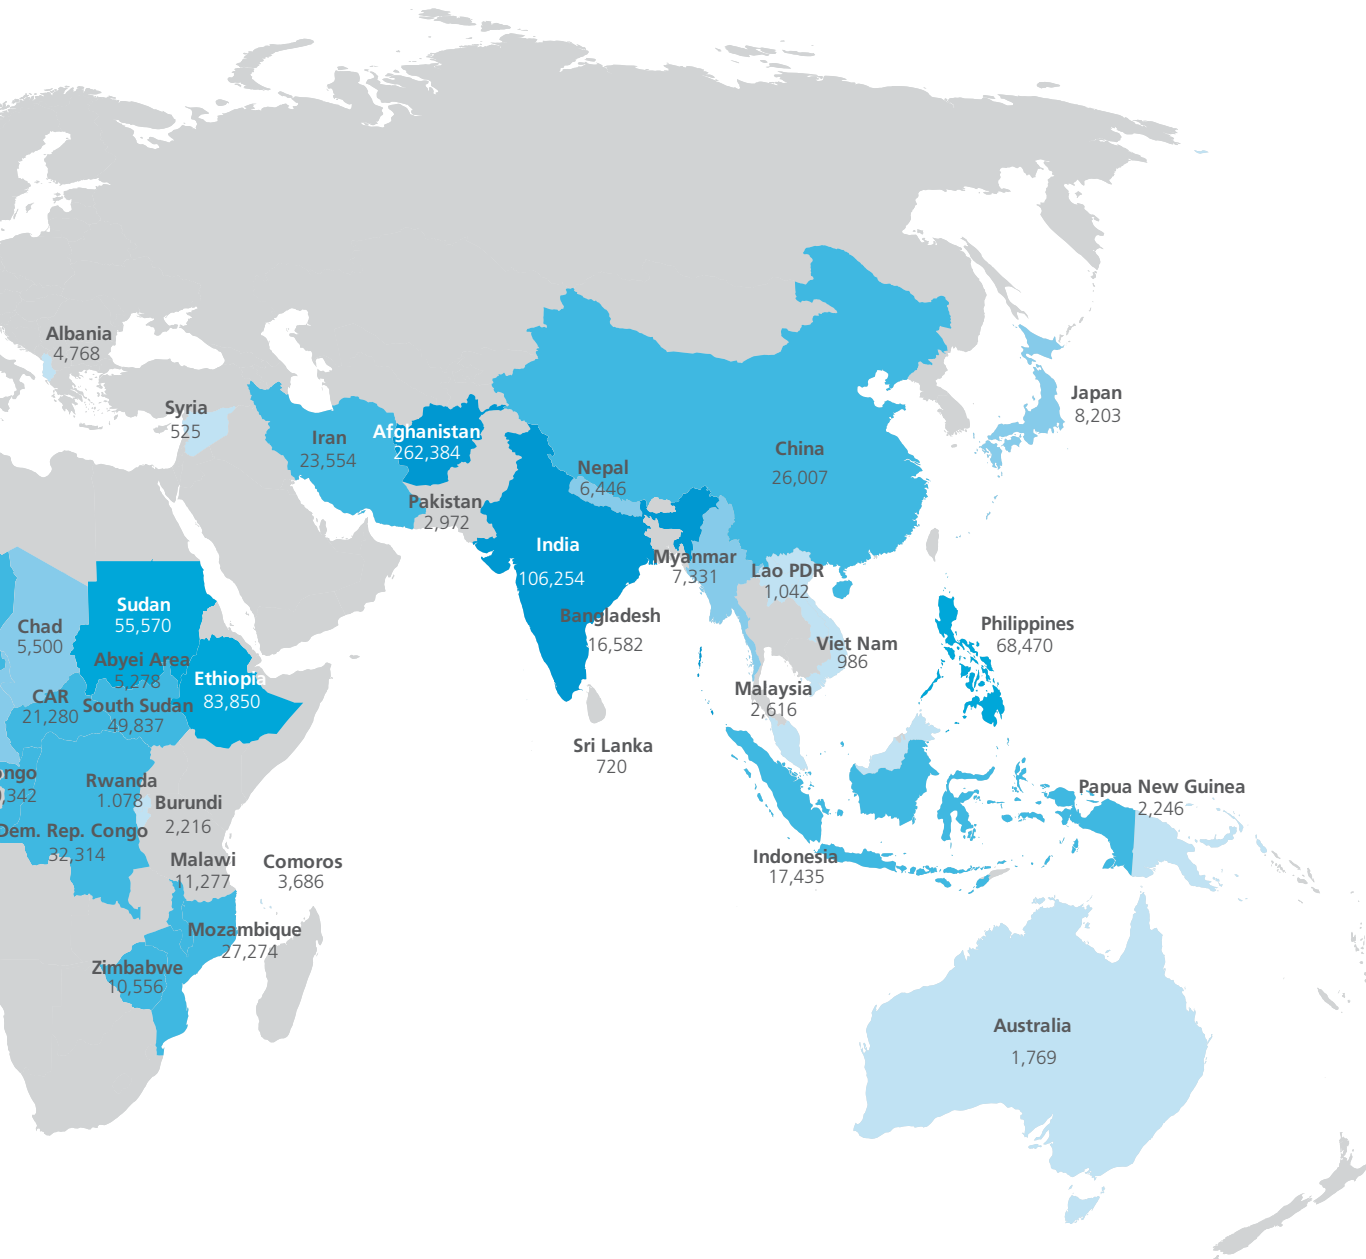 Albania
4,768
Syria
525
Iran
23,554
Afghanistan
262,384
Pakistan
2,972
Nepal
6,446
China
26,007
Japan
8,203
India
106,254
Myanmar
7,331
Lao PDR
1,042
Bangladesh
16,582
Viet Nam
986
Philippines
68,470
Malaysia
2,616
Sri Lanka
720
Sudan
55,570
Chad
5,500
Abyei Area
5,278
Ethiopia
83,850
CAR
21,280
South Sudan
49,837
ongo
,342
Rwanda
1.078
Burundi
2,216
Dem. Rep. Congo
32,314
Malawi
11,277
Comoros
3,686
Mozambique
27,274
Zimbabwe
10,556
Papua New Guinea
2,246
Indonesia
17,435
Australia
1,769